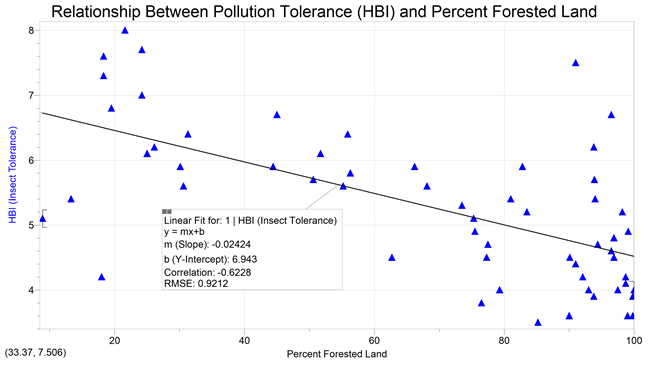 Relationship Between Pollution Tolerance (HBI) and Percent Forested Land
8
7
6
5
4
HBI (Insect Tolerance)
Linear Fit for: 1 | HBI (Insect Tolerance)
y = mx+b
m (Slope): -0.02424
b (Y-Intercept): 6.943
Correlation: -0.6228
RMSE: 0.9212
20 40 60 80 100
(33.37, 7.506)
Percent Forested Land